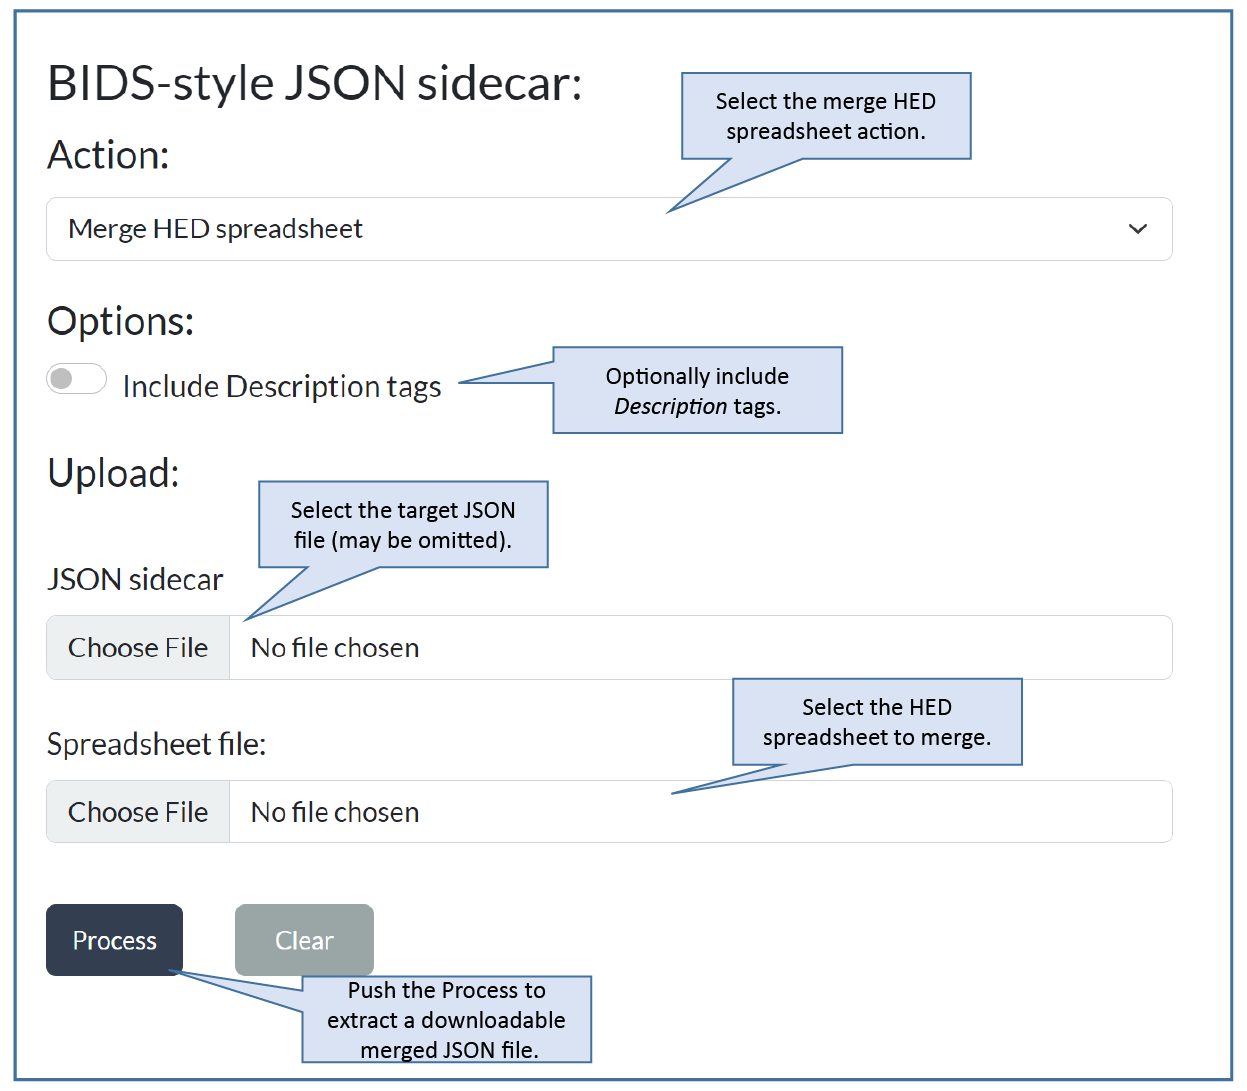 BIDS-style JSON sidecar:
Select the merge HED
spreadsheet action.
Action:
Merge HED spreadsheet
Options:
Include Description tags
Optionally include
Description tags.
Upload:
Select the target JSON
file (may be omitted).
JSON sidecar
Choose File
No file chosen
Select the HED
spreadsheet to merge.
Spreadsheet file:
Choose File
No file chosen
Process
Clear
Push the Process to
extract a downloadable
merged JSON file.